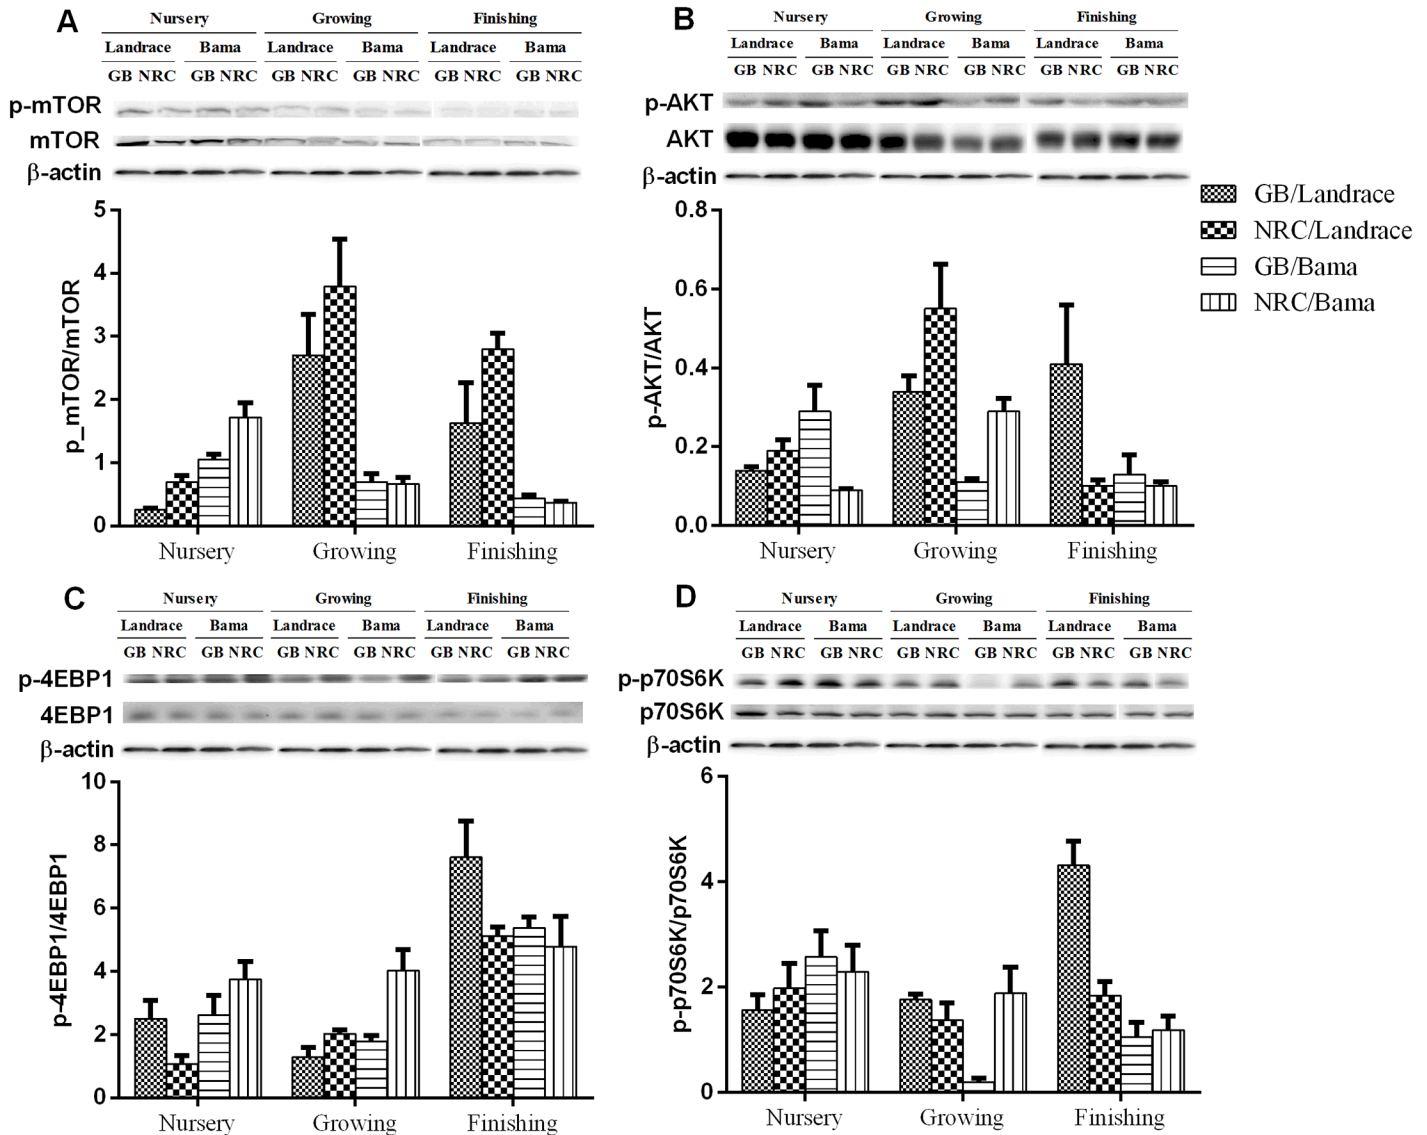 A
Nursery Growing Finishing
Landrace Bama Landrace Bama Landrace Bama
GB NRC GB NRC GB NRC GB NRC GB NRC GB NRC
p-mTOR
mTOR
β-actin
5
4
3
2
1
0
p_mTOR/mTOR
Nursery Growing Finishing
B
Nursery Growing Finishing
Landrace Bama Landrace Bama Landrace Bama
GB NRC GB NRC GB NRC GB NRC GB NRC GB NRC
p-AKT
AKT
β-actin
0.8
0.6
0.4
0.2
0.0
p-AKT/AKT
Nursery Growing Finishing
GB/Landrace
NRC/Landrace
GB/Bama
NRC/Bama
C
Nursery Growing Finishing
Landrace Bama Landrace Bama Landrace Bama
GB NRC GB NRC GB NRC GB NRC GB NRC GB NRC
p-4EBP1
4EBP1
β-actin
10
8
6
4
2
0
p-4EBP1/4EBP1
Nursery Growing Finishing
D
Nursery Growing Finishing
Landrace Bama Landrace Bama Landrace Bama
GB NRC GB NRC GB NRC GB NRC GB NRC GB NRC
p-p70S6K
p70S6K
β-actin
6
4
2
0
p-p70S6K/p70S6K
Nursery Growing Finishing